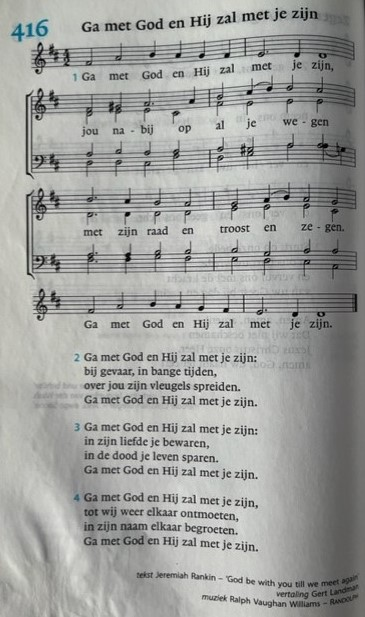 416
Ga met God en Hij zal met je zijn
1 Ga met God en Hij zal met je zijn,
jou na - bij op al je we - gen
met zijn raad en troost en ze - gen.
Ga met God en Hij zal met je zijn.
2 Ga met God en Hij zal met je zijn:
bij gevaar, in bange tijden,
over jou zijn vleugels spreiden.
Ga met God en Hij zal met je zijn.
3 Ga met God en Hij zal met je zijn:
in zijn liefde je bewaren,
in de dood je leven sparen.
Ga met God en Hij zal met je zijn.
4 Ga met God en Hij zal met je zijn,
tot wij weer elkaar ontmoeten,
in zijn naam elkaar begroeten.
Ga met God en Hij zal met je zijn.
tekst Jeremiah Rankin – 'God be with you till we meet again'
vertaling Gert Landman
muziek Ralph Vaughan Williams – RANDOLPH